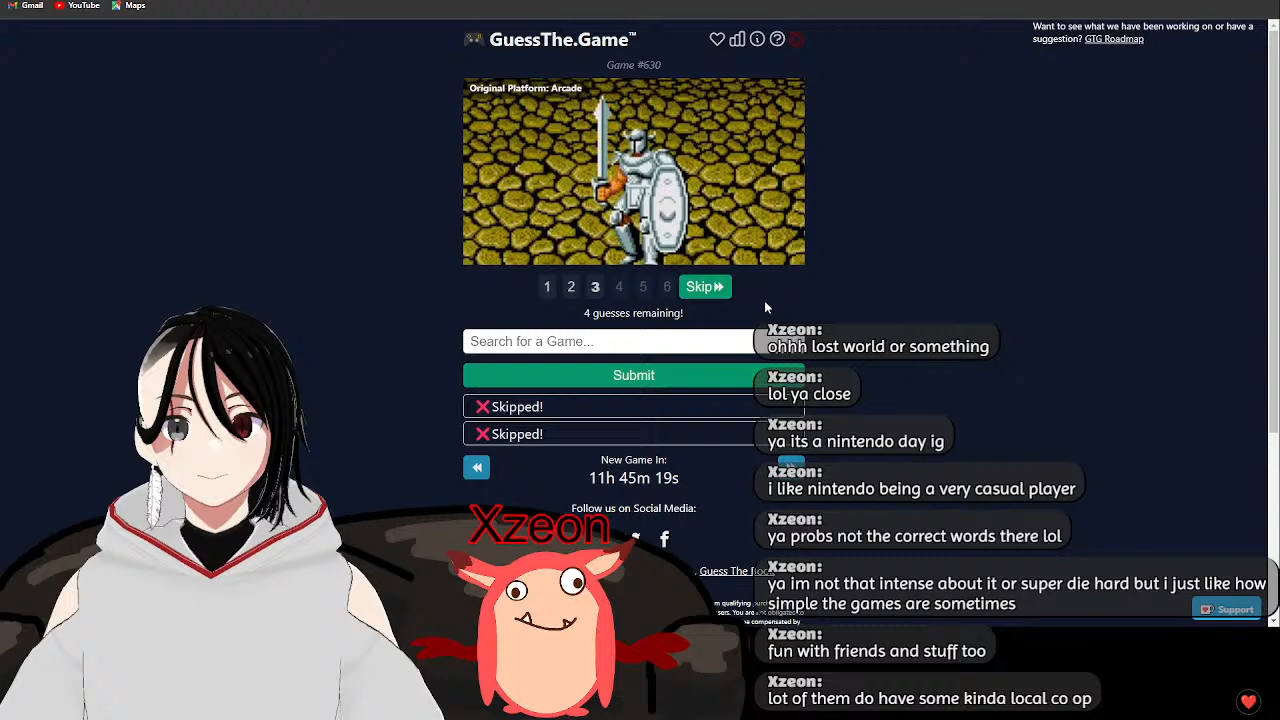 Gmail YouTube Maps
Want to see what we have been working on or have a
suggestion? GTG Roadmap
GuessThe.Game™
Game #630
Original Platform: Arcade
1 2 3 4 5 6 Skip
4 guesses remaining!
Search for a Game...
Submit
Skipped!
Skipped!
New Game In:
11h 45m 19s
Follow us on Social Media:
Guess The
Support
Xzeon
Xzeon:
ohhh lost world or something
Xzeon:
lol ya close
Xzeon:
ya its a nintendo day ig
Xzeon:
i like nintendo being a very casual player
Xzeon:
ya probs not the correct words there lol
Xzeon:
ya im not that intense about it or super die hard but i just like how
simple the games are sometimes
Xzeon:
fun with friends and stuff too
Xzeon:
lot of them do have some kinda local co op